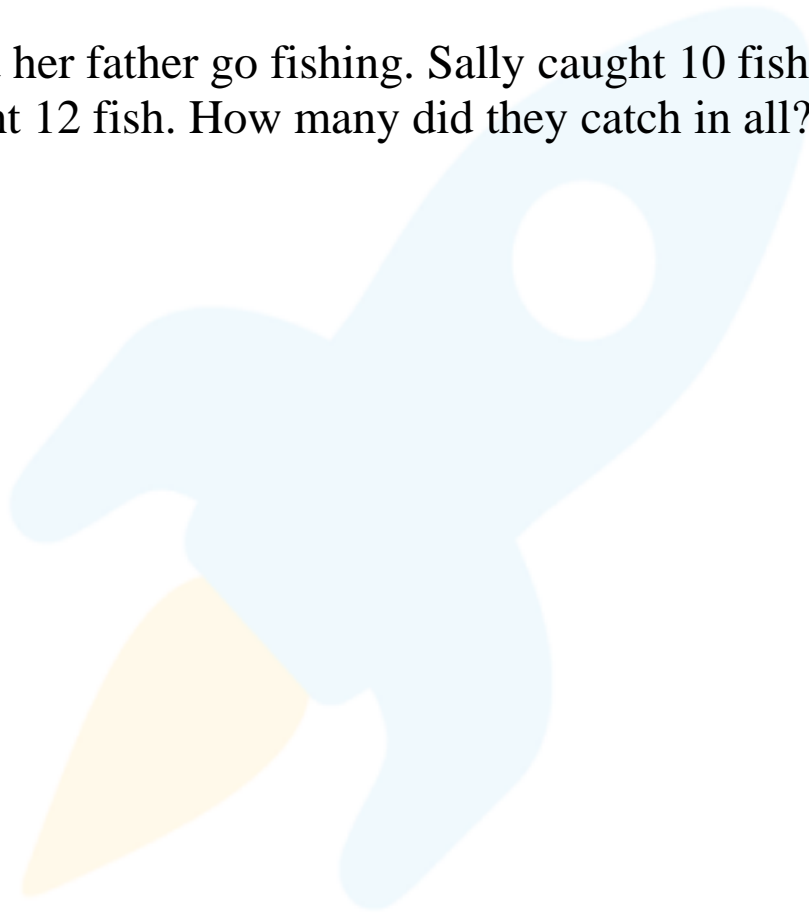 her father go fishing. Sally caught 10 fish
12 fish. How many did they catch in all?